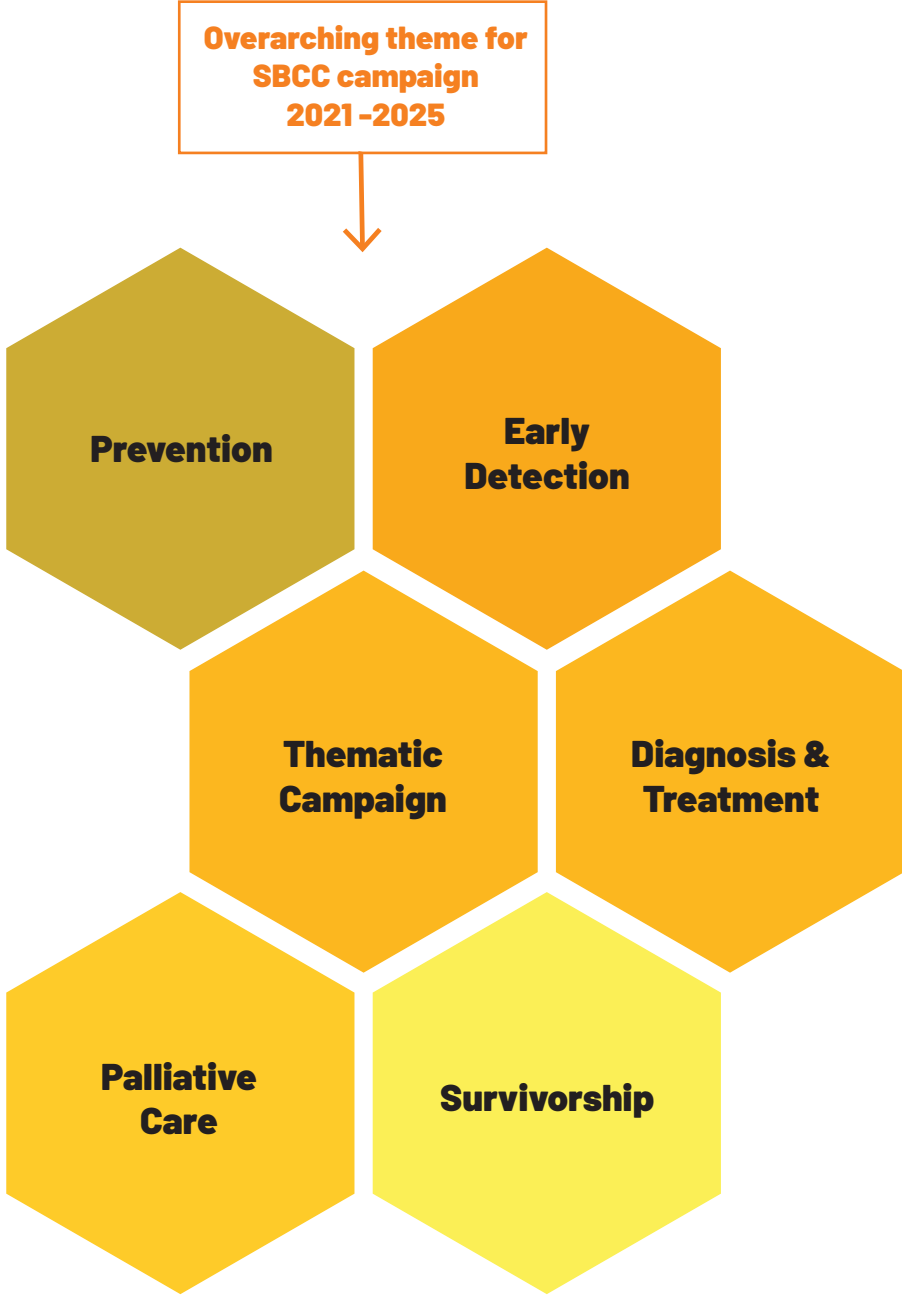 Overarching theme for
SBCC campaign
2021 -2025
Prevention
Early
Detection
Thematic
Campaign
Diagnosis &
Treatment
Palliative
Care
Survivorship